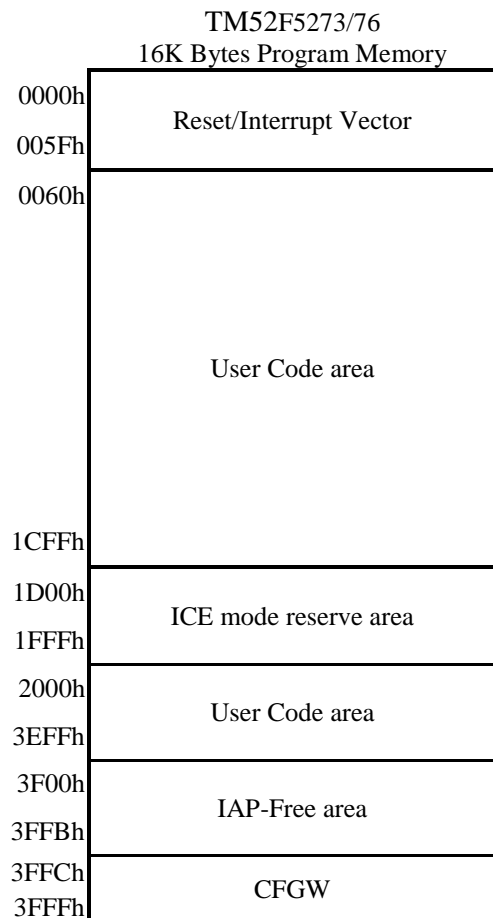 TM52F5273/76
16K Bytes Program Memory
0000h
Reset/Interrupt Vector
005Fh
0060h
User Code area
1CFFh
1D00h
ICE mode reserve area
1FFFh
2000h
User Code area
3EFFh
3F00h
IAP-Free area
3FFBh
3FFCh
CFGW
3FFFh